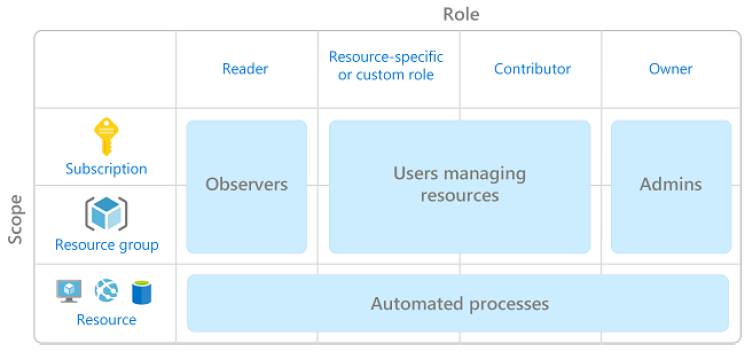 Role
Reader
Resource-specific
or custom role
Contributor
Owner
Scope
Subscription
Observers
Users managing
resources
Admins
Resource group
Resource
Automated processes